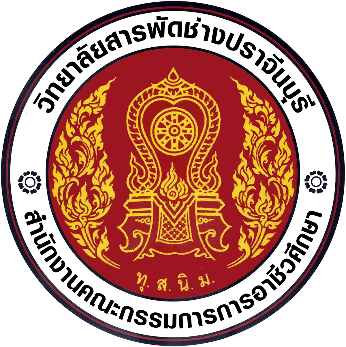 วิทยาลัยสารพัดช่างปราจีนบุรี
ทุ. ส. นิ. ม.
สำนักงานคณะกรรมการการอาชีวศึกษา